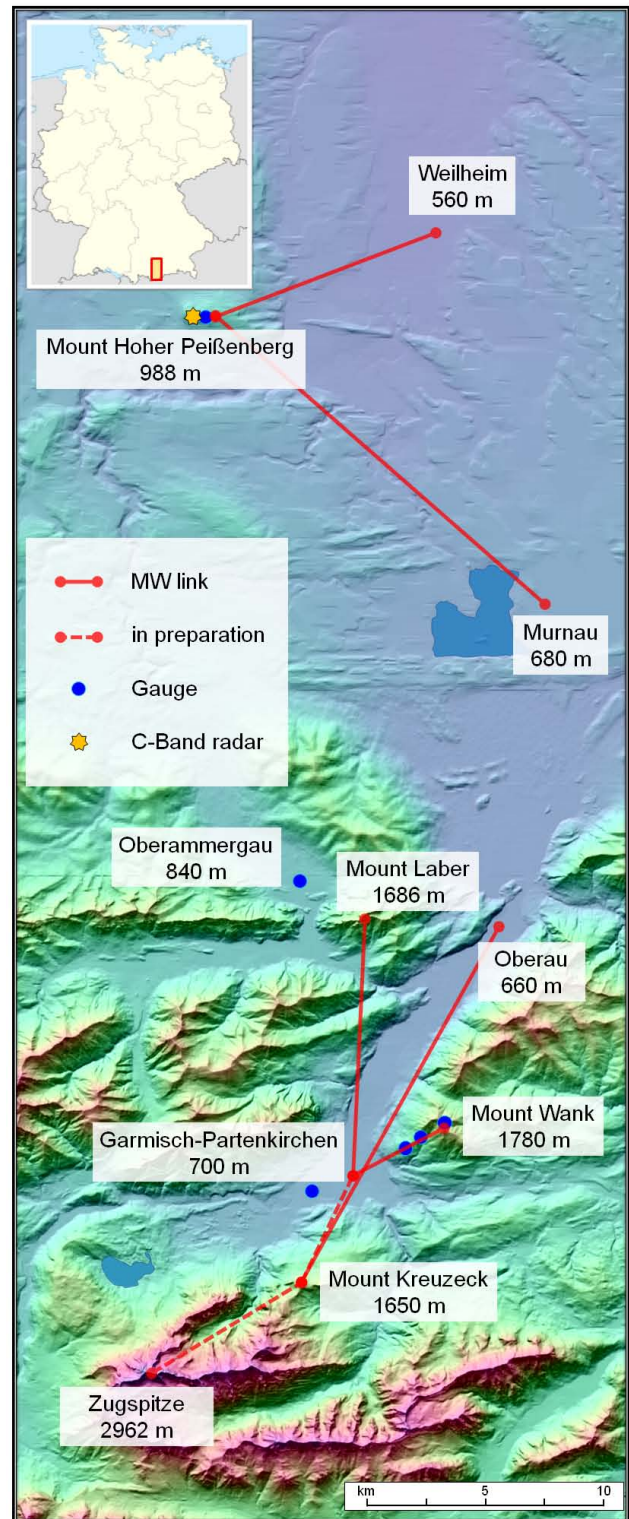 Weilheim
560 m
Mount Hoher Peißenberg
988 m
MW link
in preparation
Gauge
C-Band radar
Murnau
680 m
Oberammergau
840 m
Mount Laber
1686 m
Oberau
660 m
Mount Wank
1780 m
Garmisch-Partenkirchen
700 m
Mount Kreuzeck
1650 m
Zugspitze
2962 m
km 5 10